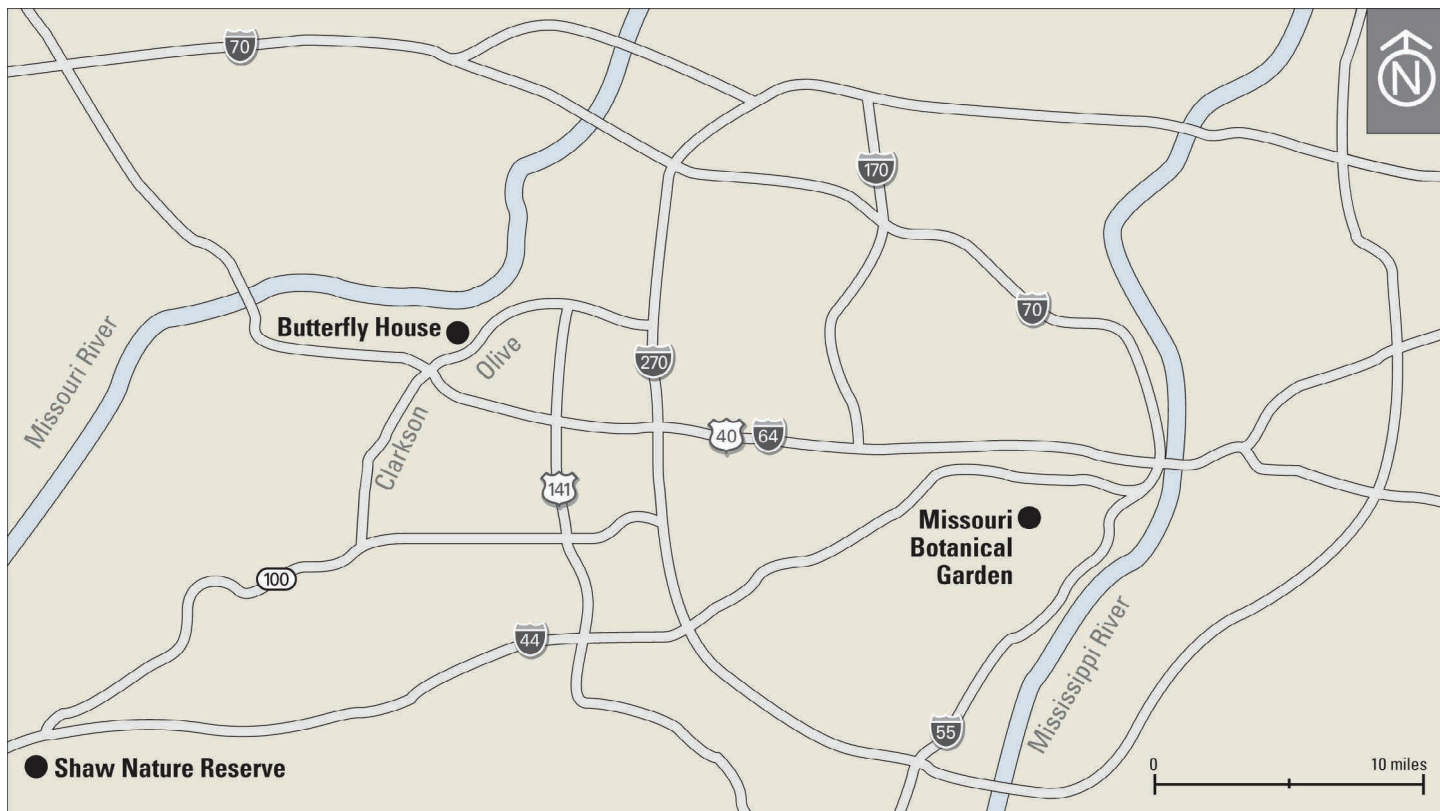 70
N
170
Missouri River
Butterfly House
Olive
270
70
Clarkson
40
64
141
Missouri
Botanical
Garden
100
44
Mississippi River
55
Shaw Nature Reserve
0
10 miles